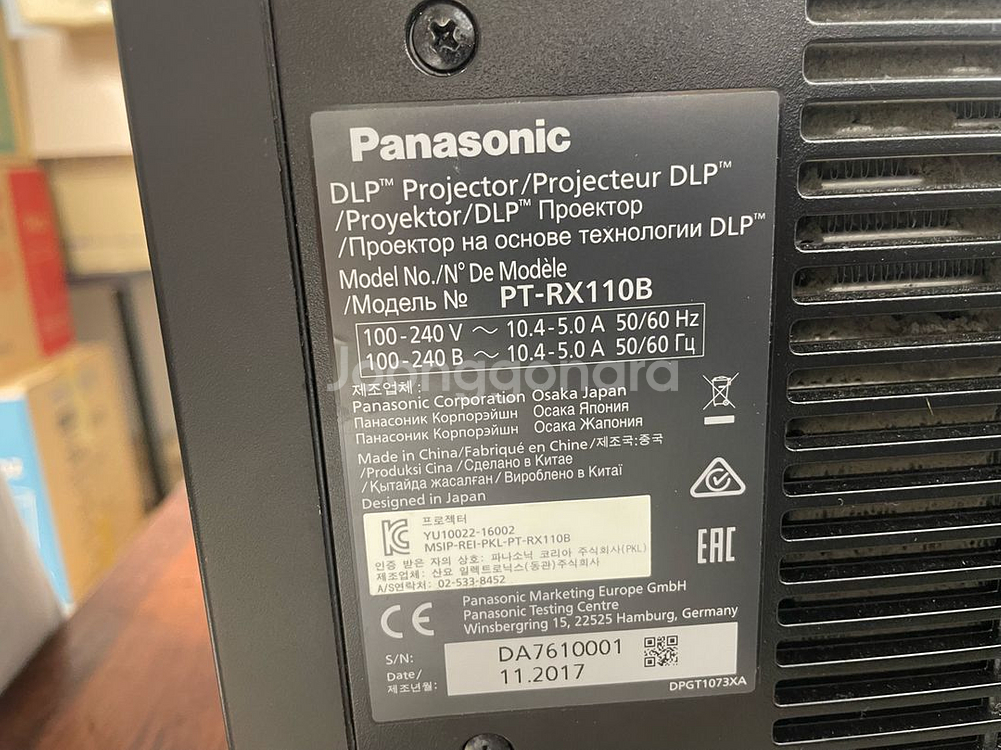 Panasonic
DLP™ Projector/Projecteur DLP™
/Proyektor/DLP™ Проектор
/Проектор на основе технологии DLP™
Model No./N° De Modèle
/Модель № PT-RX110B
100-240 V ～ 10.4-5.0 A 50/60 Hz
100-240 В ～ 10.4-5.0 A 50/60 Гц
Joongdonara
제조업체 :
Panasonic Corporation Osaka Japan
Панасоник Корпорэйшн Осака Япония
Панасоник Корпорэйшн Осака Жапония
Made in China/Fabriqué en Chine/제조국:중국
/Produksi Cina /Сделано в Китае
/Қытайда жасалған/ Вироблено в Китаї
Designed in Japan
프로젝터
YU10022-16002
MSIP-REI-PKL-PT-RX110B
인증 받은 자의 상호: 파나소닉 코리아 주식회사(PKL)
제조업체: 산요 일렉트로닉스(동관)주식회사
A/S연락처: 02-533-8452
EAC
CE
Panasonic Marketing Europe GmbH
Panasonic Testing Centre
Winsbergring 15, 22525 Hamburg, Germany
S/N: DA7610001
Date/ 11.2017
제조년월:
DPGT1073XA